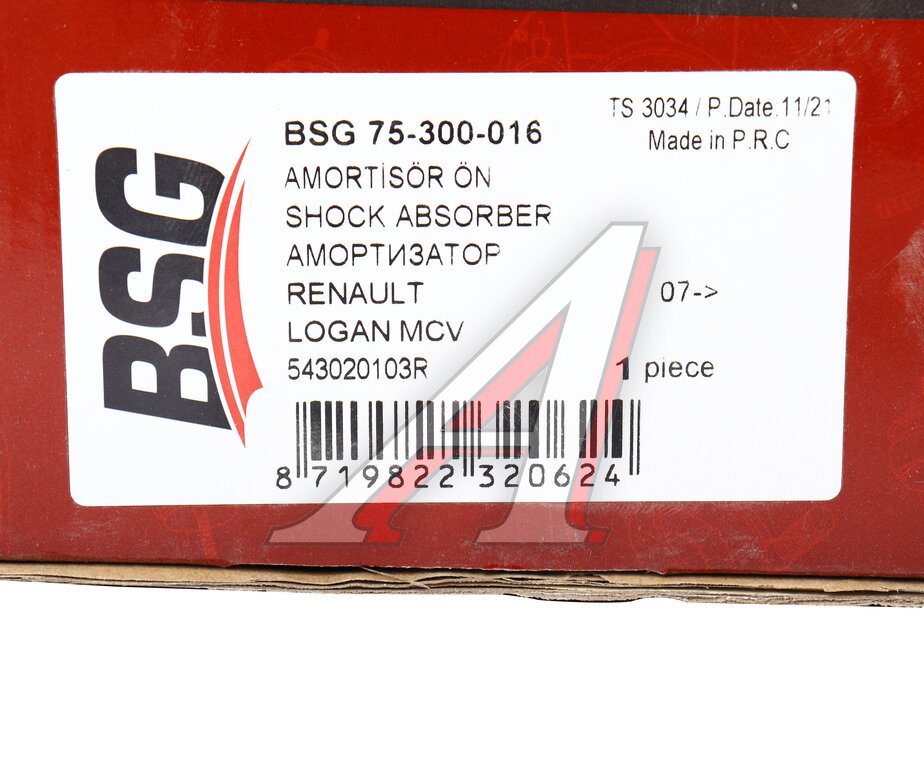 BSG
BSG 75-300-016
TS 3034 / P.Date:11/21
Made in P.R.C
AMORTİSÖR ÖN
SHOCK ABSORBER
АМОРТИЗАТОР
RENAULT 07->
LOGAN MCV
543020103R 1 piece
8 719822 320624